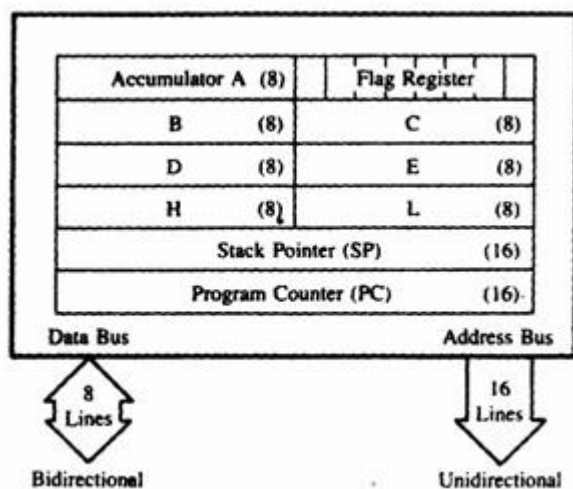 Accumulator A (8) Flag Register
B (8) C (8)
D (8) E (8)
H (8) L (8)
Stack Pointer (SP) (16)
Program Counter (PC) (16)
Data Bus Address Bus
8 Lines 16 Lines
Bidirectional Unidirectional